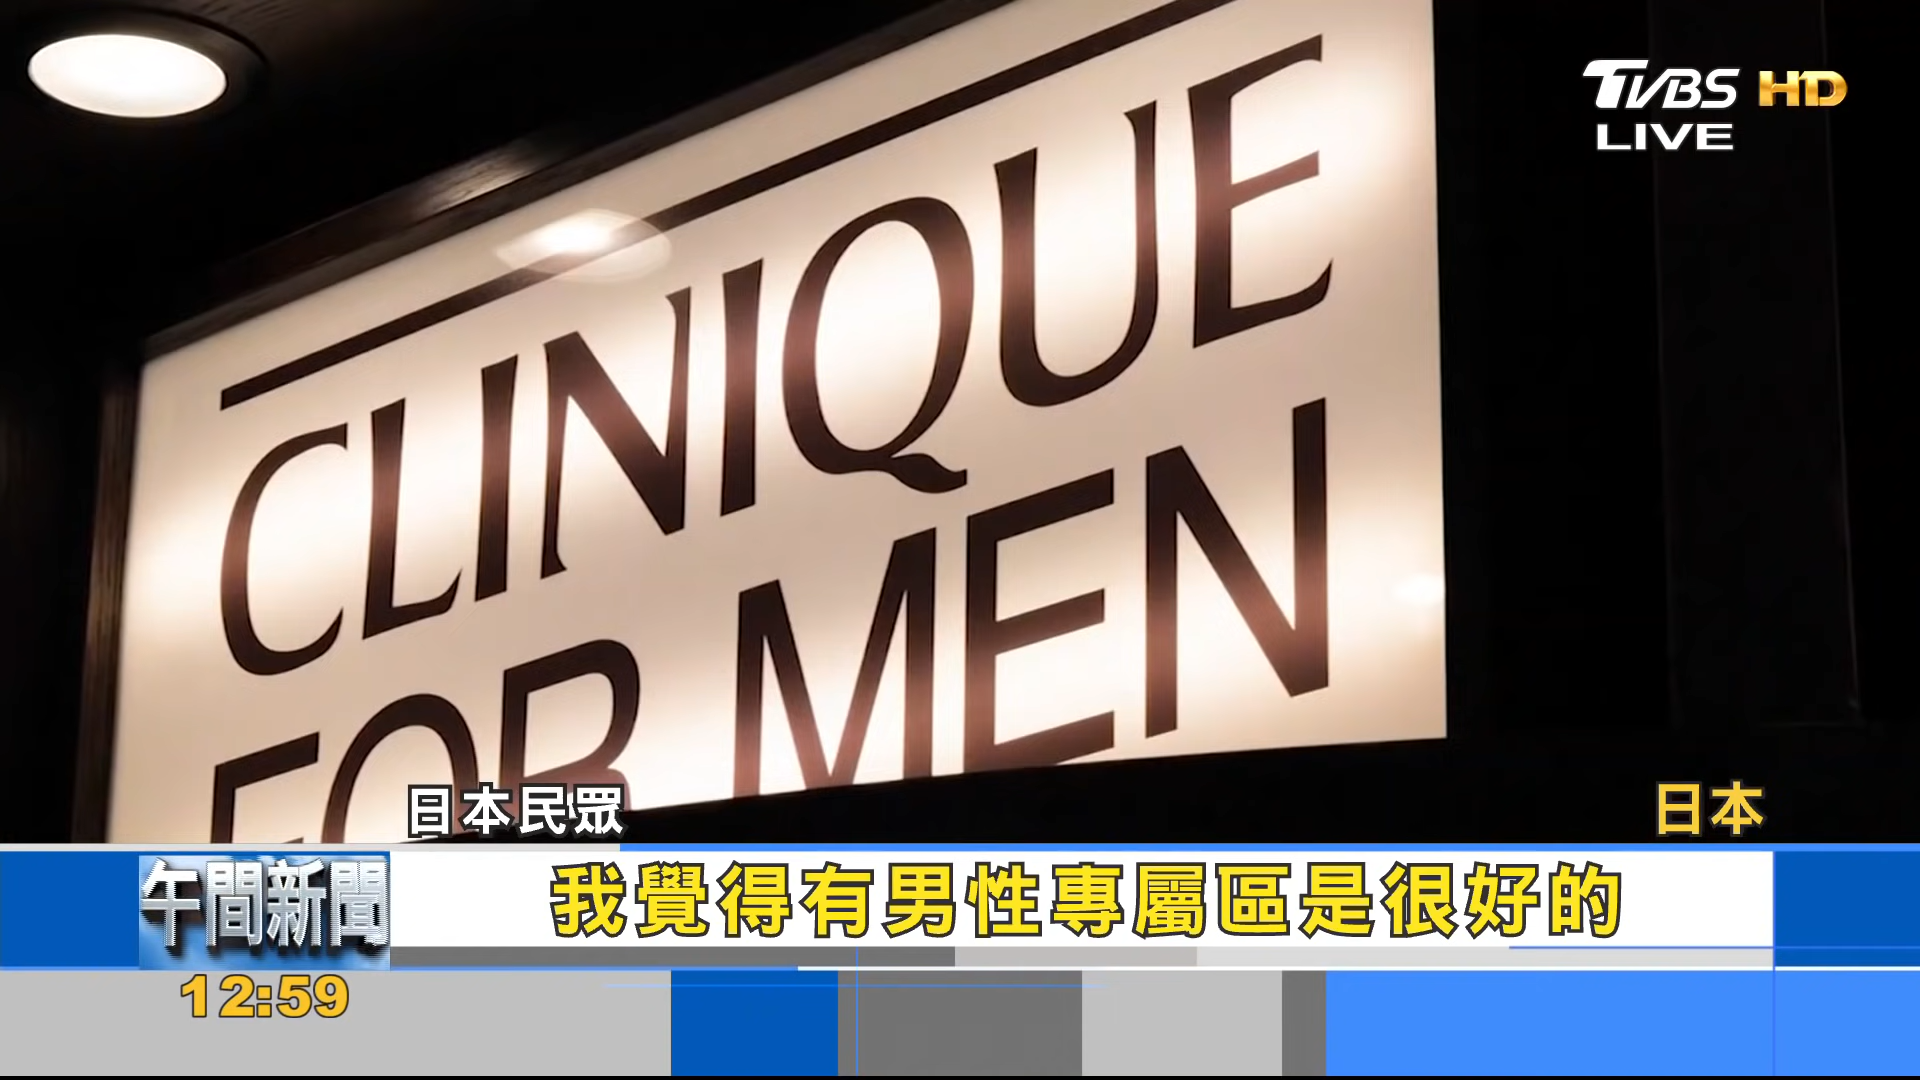 TVBS HD
LIVE
CLINIQUE
FOR MEN
日本民眾
日本
午間新聞
我覺得有男性專屬區是很好的
12:59